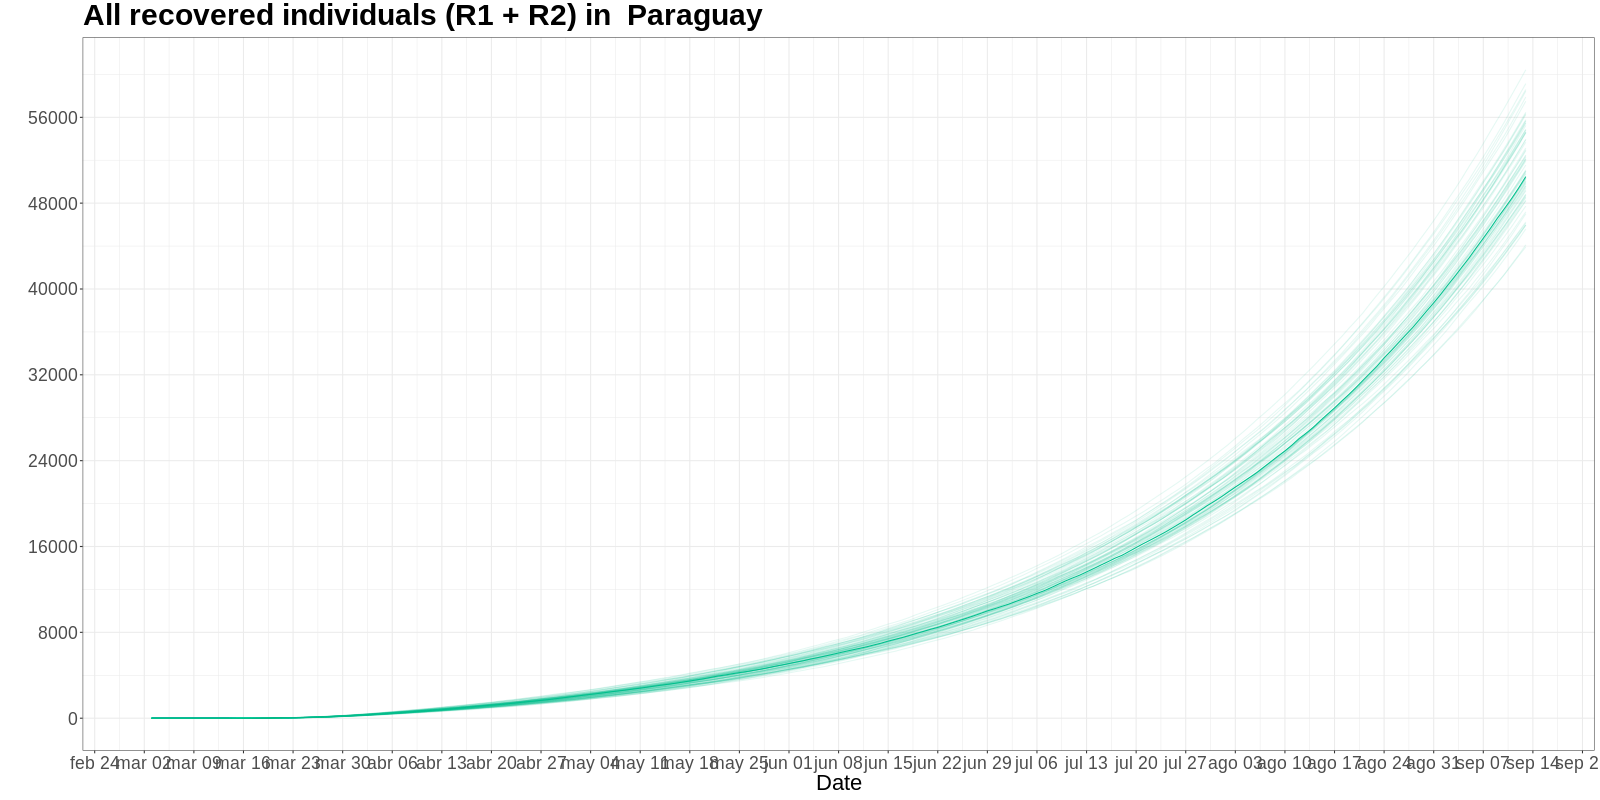 All recovered individuals (R1 + R2) in  Paraguay
56000
48000
40000
32000
24000
16000
8000
0
feb 24 mar 02 mar 09 mar 16 mar 23 mar 30 abr 06 abr 13 abr 20 abr 27 may 04 may 11 may 18 may 25 jun 01 jun 08 jun 15 jun 22 jun 29 jul 06 jul 13 jul 20 jul 27 ago 03 ago 10 ago 17 ago 24 ago 31 sep 07 sep 14 sep 2
Date